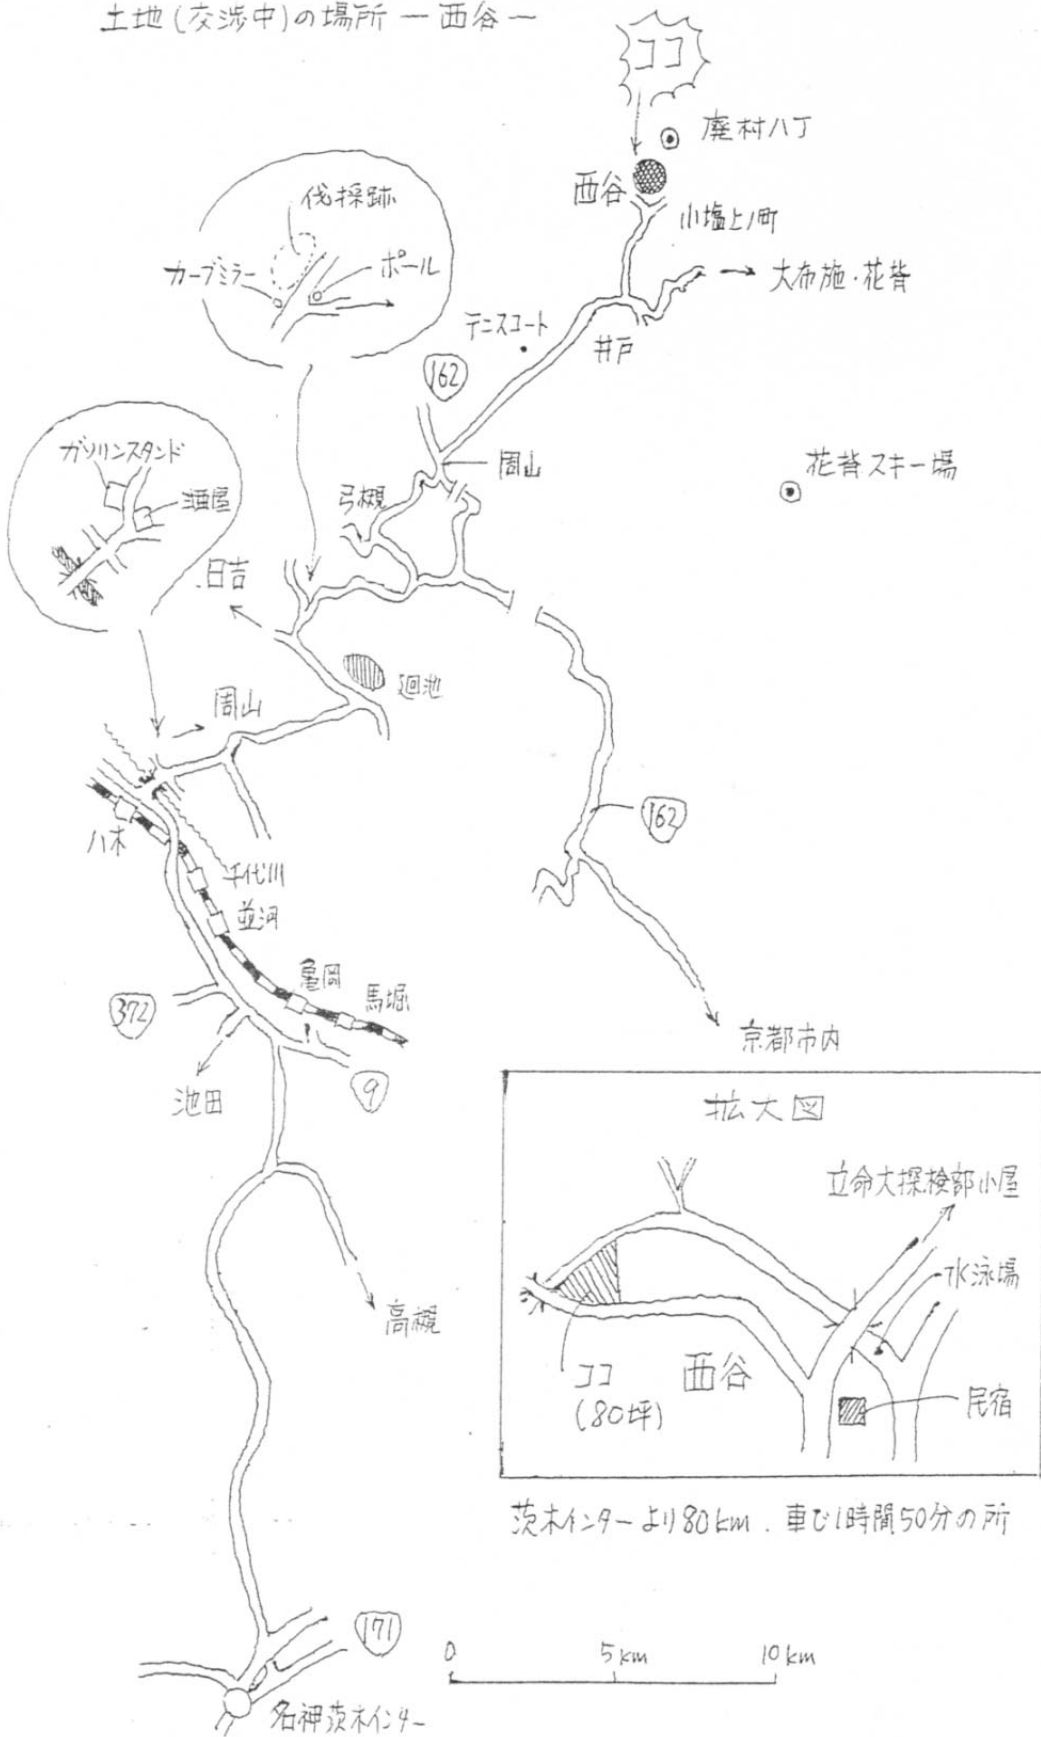 土地(交渉中)の場所 ー 西谷 ー
ココ
廃村八丁
西谷
小塩上ノ町
大布施・花背
井戸
テニスコート
伐採跡
カーブミラー
ポール
162
周山
弓槻
花背スキー場
ガソリンスタンド
酒屋
日吉
廻池
周山
162
八木
千代川
並河
亀岡
馬堀
372
池田
9
京都市内
高槻
拡大図
立命大探検部小屋
水泳場
ココ
(80坪)
西谷
民宿
茨木インターより80km. 車で1時間50分の所
171
0 5km 10km
名神茨木インター